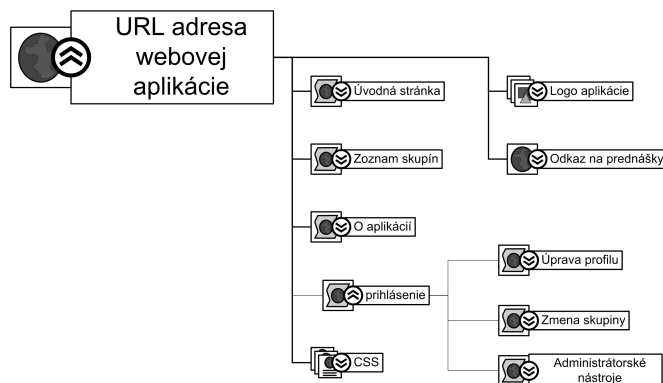 URL adresa
webovej
aplikácie
Úvodná stránka
Logo aplikácie
Zoznam skupín
Odkaz na prednášky
O aplikácií
Úprava profilu
prihlásenie
Zmena skupiny
CSS
Administrátorské
nástroje